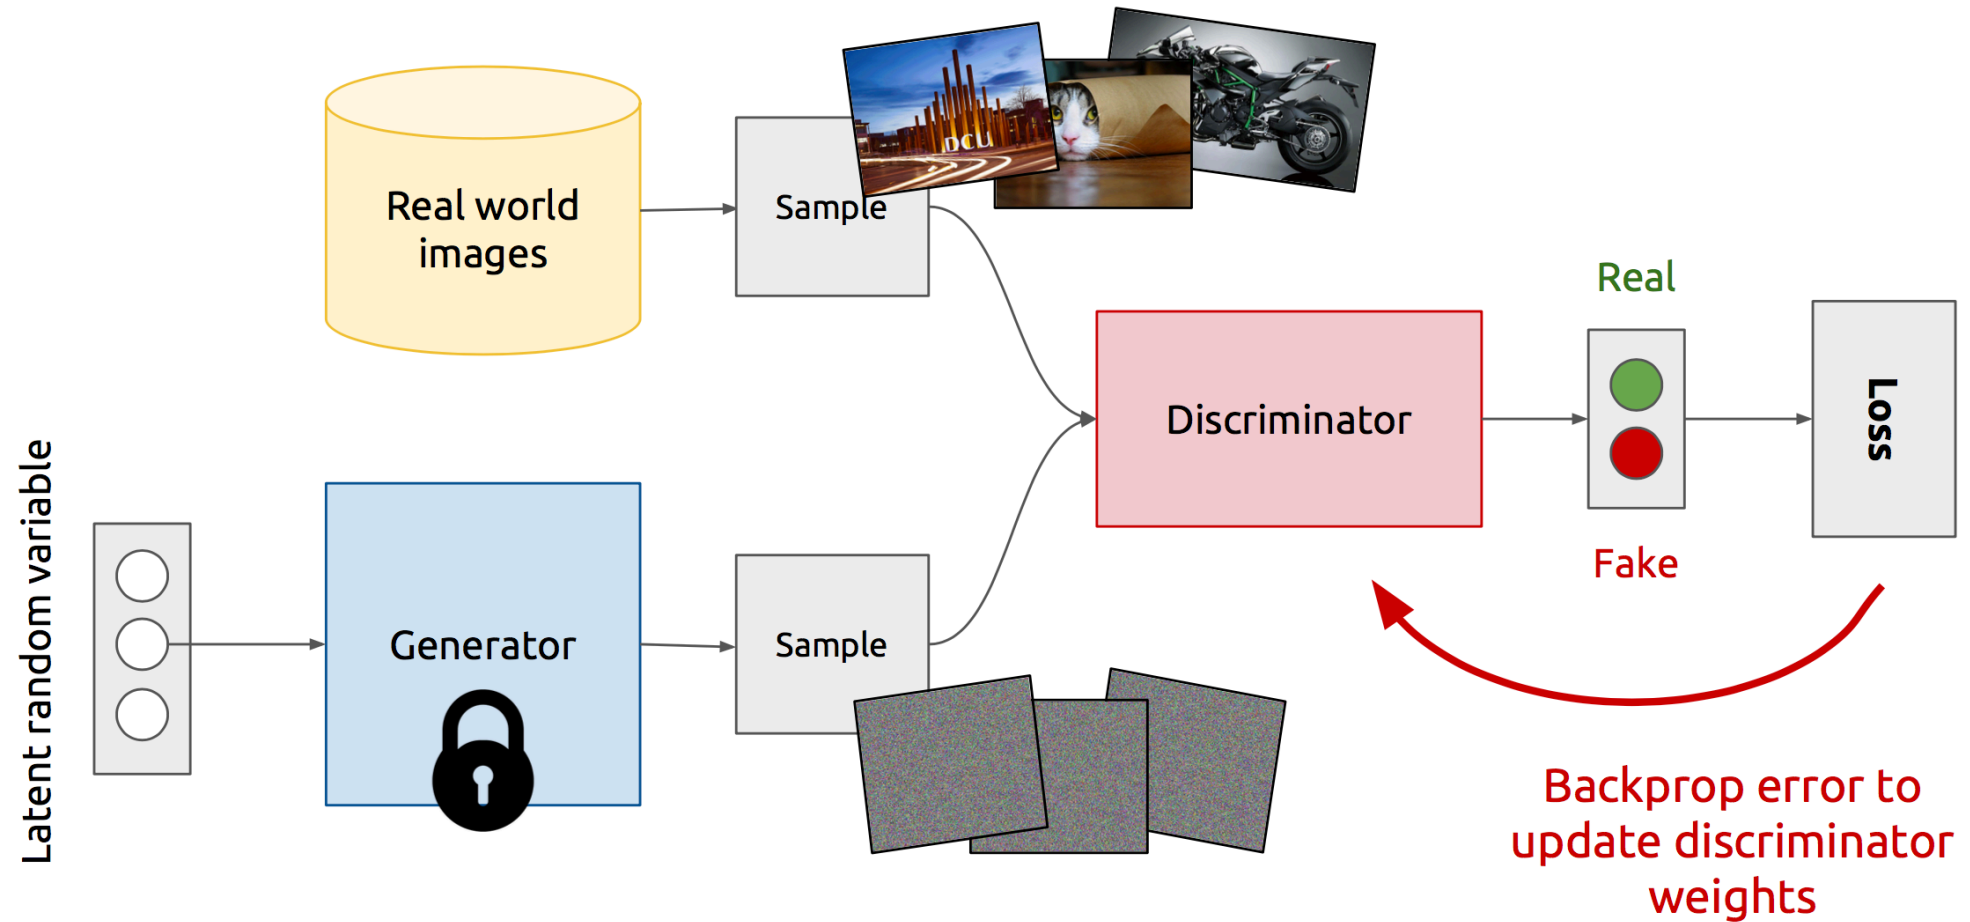 Real world
images
Sample
DCU
Real
Discriminator
Loss
Fake
Latent random variable
Generator
Sample
Backprop error to
update discriminator
weights